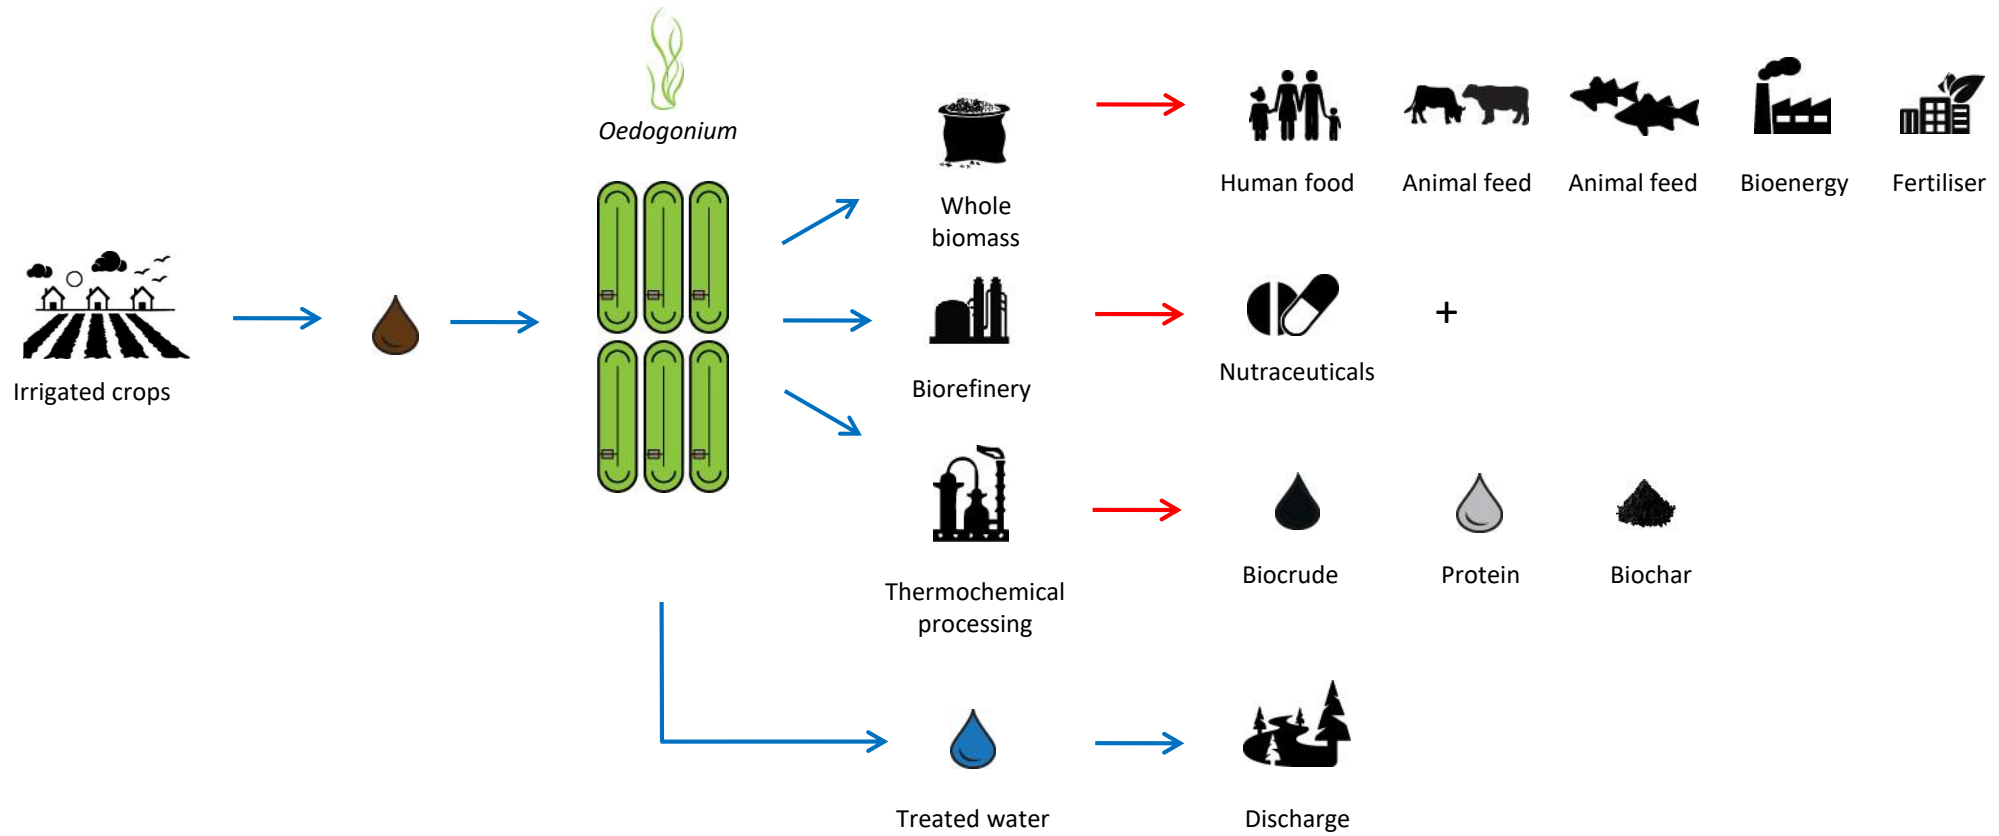 Oedogonium
Human food
Animal feed
Animal feed
Bioenergy
Fertiliser
Whole
biomass
Irrigated crops
Biorefinery
Nutraceuticals
+
Thermochemical
processing
Biocrude
Protein
Biochar
Treated water
Discharge